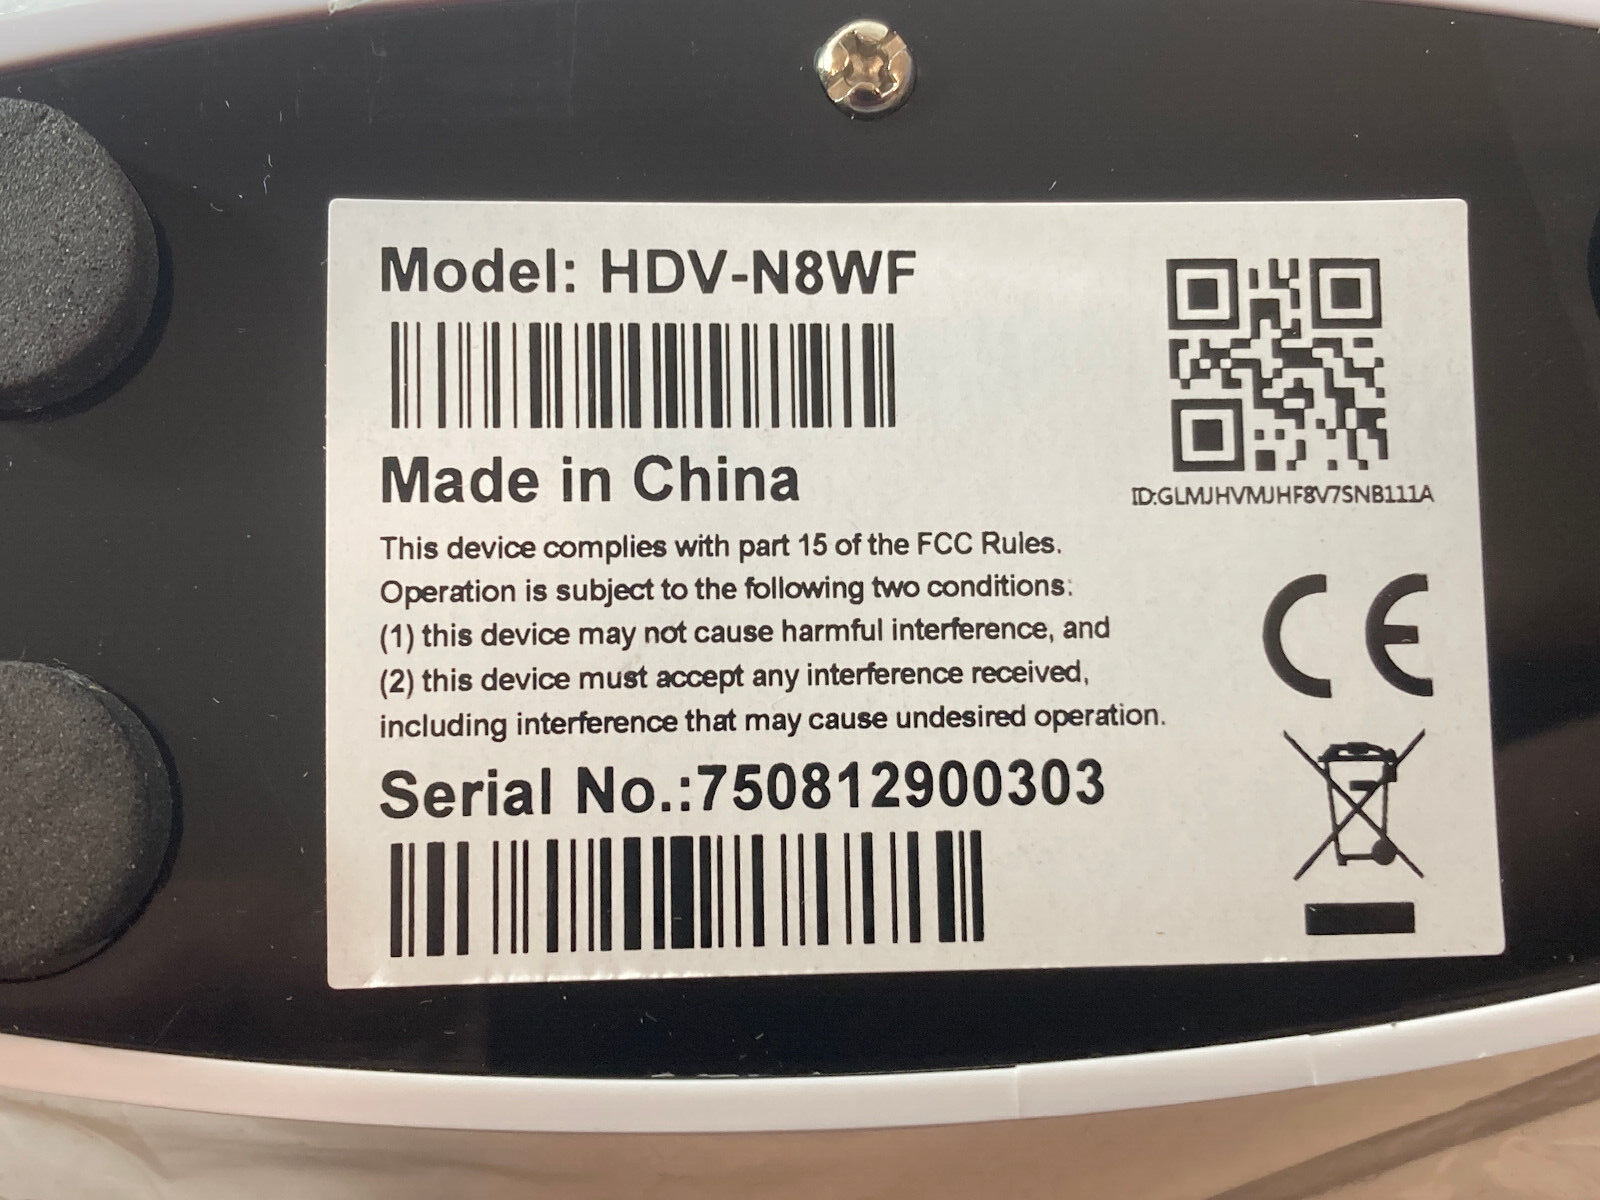 Model: HDV-N8WF
Made in China
ID:GLMJHVMJHF8V7SNB111A
This device complies with part 15 of the FCC Rules.
Operation is subject to the following two conditions:
(1) this device may not cause harmful interference, and
(2) this device must accept any interference received,
including interference that may cause undesired operation.
CE
Serial No.:750812900303